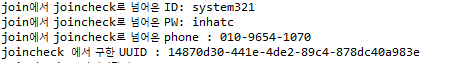 join에서 joincheck로 넘어온 ID: system321
join에서 joincheck로 넘어온 PW: inhatc
join에서 joincheck로 넘어온 phone : 010-9654-1070
joincheck 에서 구한 UUID : 14870d30-441e-4de2-89c4-878dc40a983e